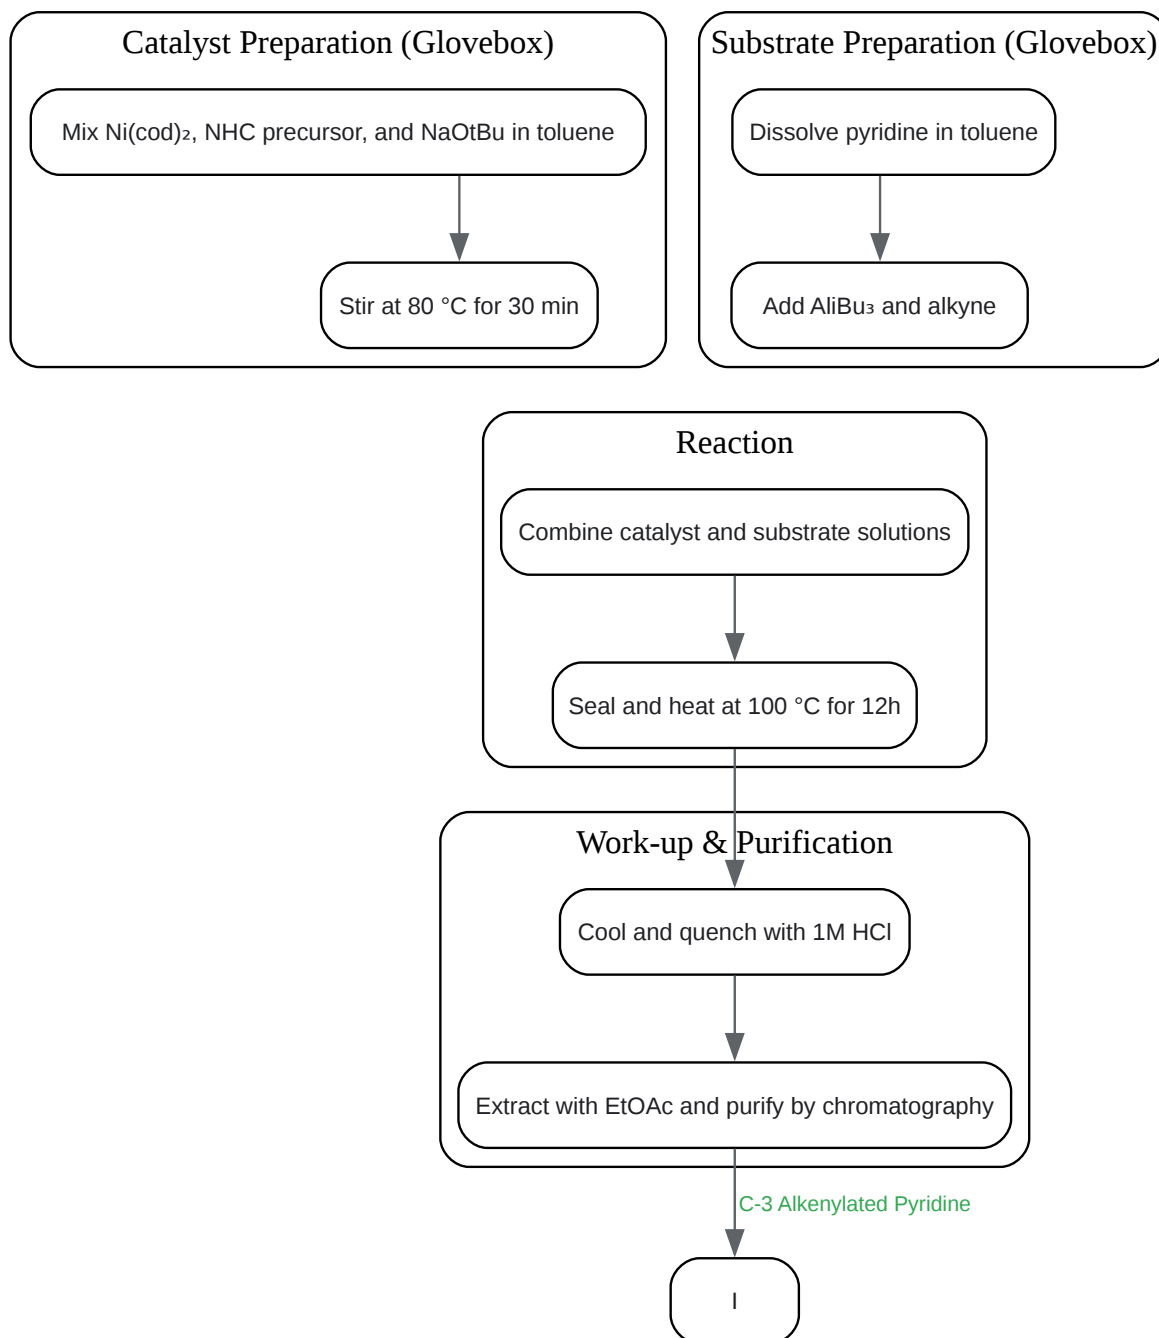 Catalyst Preparation (Glovebox)
Mix Ni(cod)₂, NHC precursor, and NaOtBu in toluene
Stir at 80 °C for 30 min
Substrate Preparation (Glovebox)
Dissolve pyridine in toluene
Add AliBu₃ and alkyne
Reaction
Combine catalyst and substrate solutions
Seal and heat at 100 °C for 12h
Work-up & Purification
Cool and quench with 1M HCl
Extract with EtOAc and purify by chromatography
C-3 Alkenylated Pyridine
I